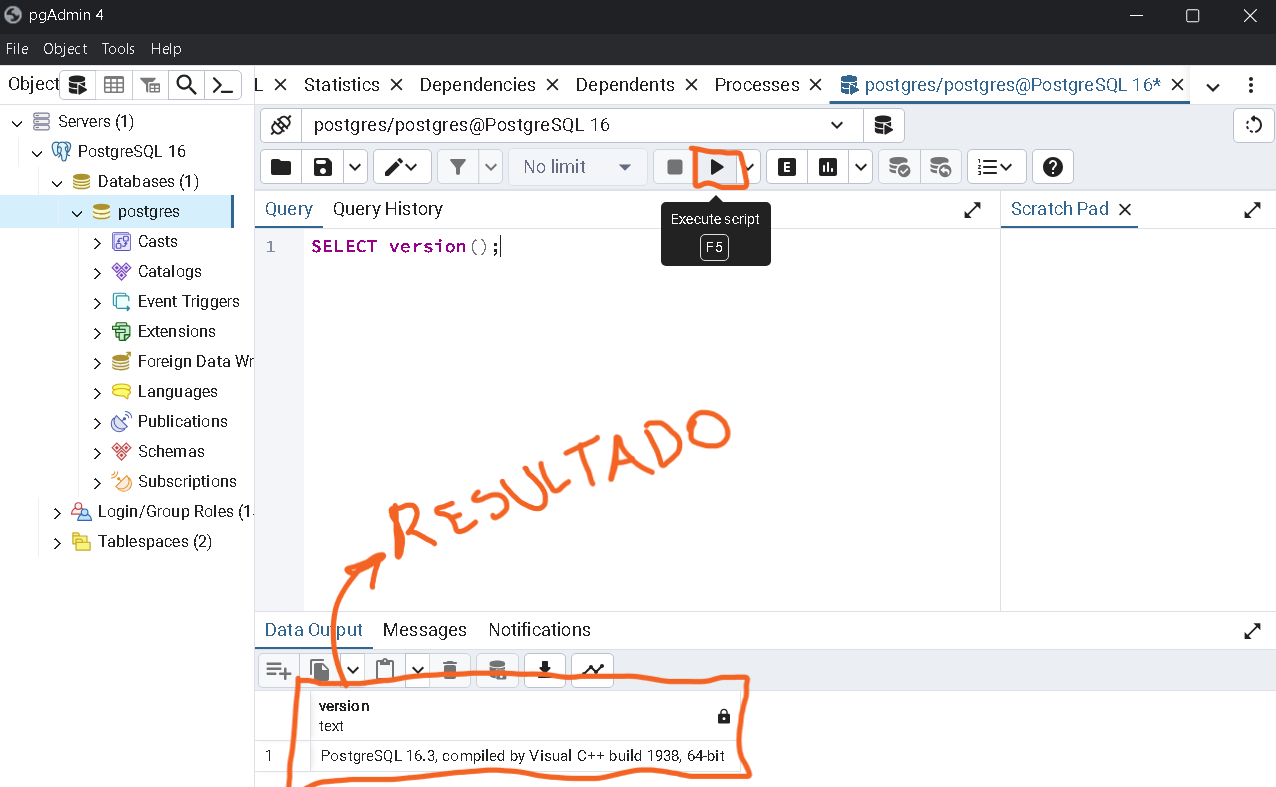 pgAdmin 4
File Object Tools Help
Object
L Statistics Dependencies Dependents Processes postgres/postgres@PostgreSQL 16*
Servers (1)
PostgreSQL 16
Databases (1)
postgres
Casts
Catalogs
Event Triggers
Extensions
Foreign Data Wr
Languages
Publications
Schemas
Subscriptions
Login/Group Roles (1
Tablespaces (2)
postgres/postgres@PostgreSQL 16
No limit E
Execute script
F5
Query Query History
Scratch Pad
1 SELECT version();
RESULTADO
Data Output Messages Notifications
version
text
1 PostgreSQL 16.3, compiled by Visual C++ build 1938, 64-bit